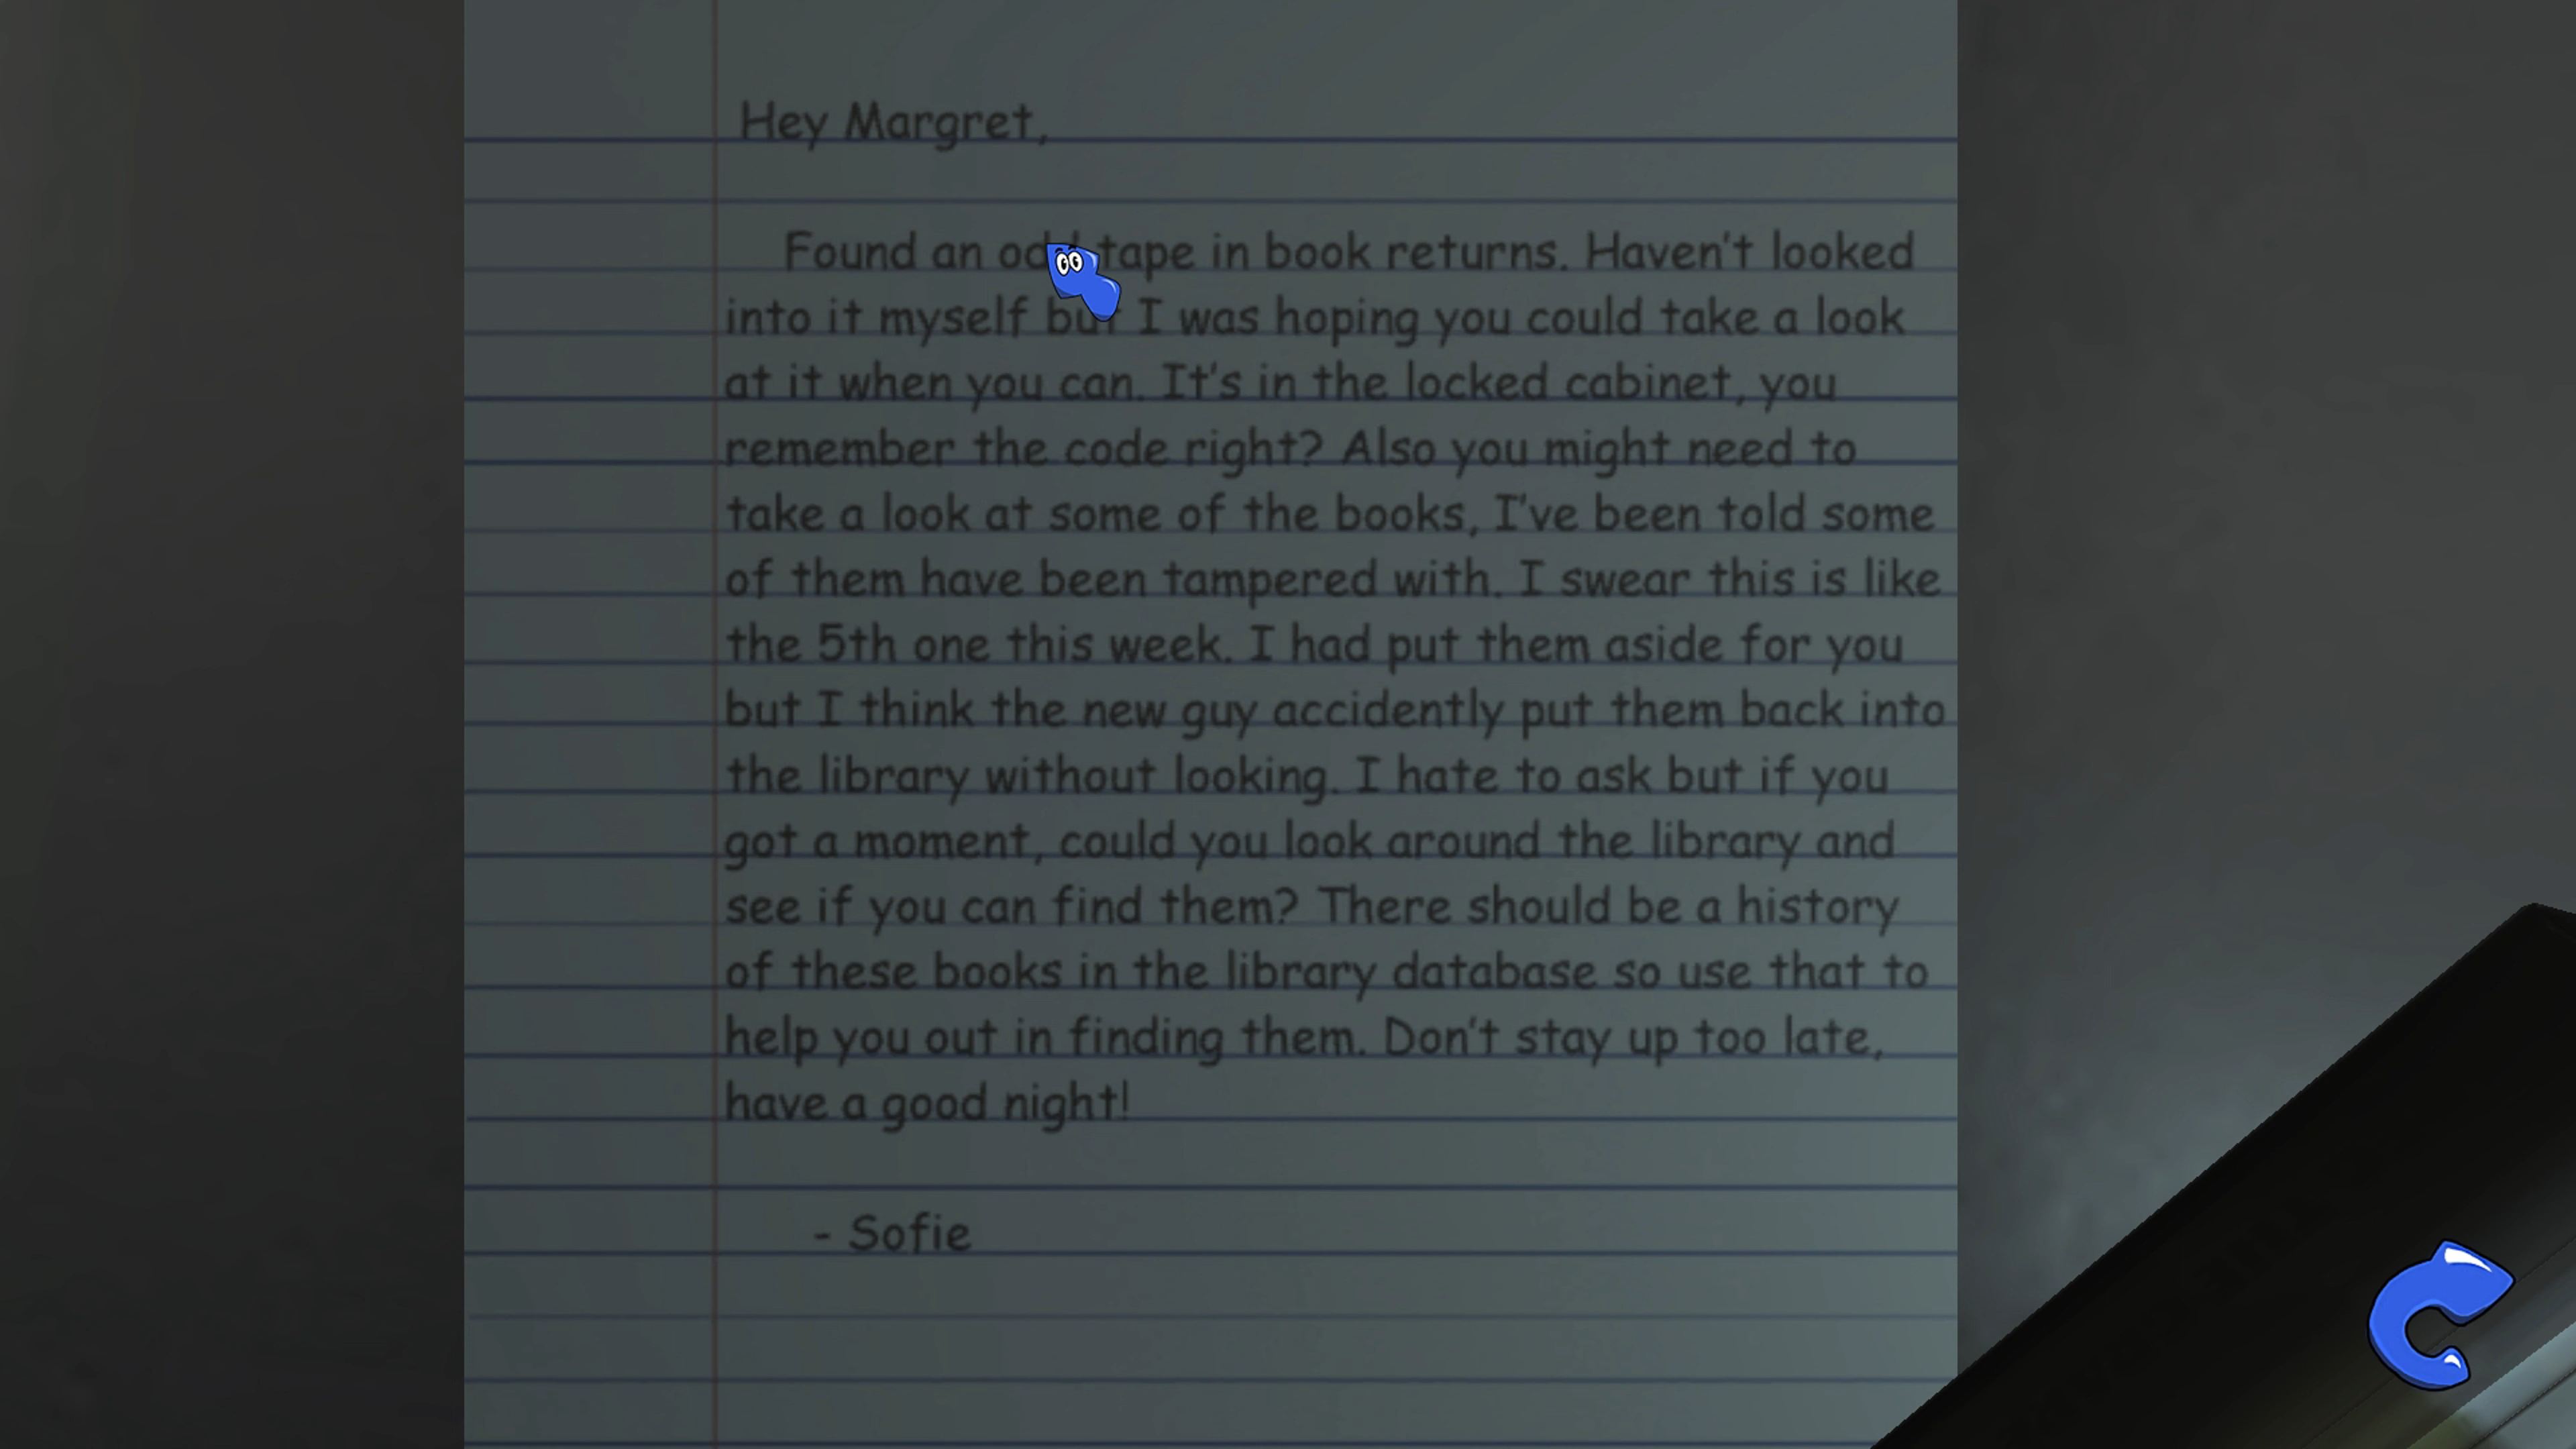 Hey Margret,
Found an odd tape in book returns. Haven't looked
into it myself but I was hoping you could take a look
at it when you can. It's in the locked cabinet, you
remember the code right? Also you might need to
take a look at some of the books, I've been told some
of them have been tampered with. I swear this is like
the 5th one this week. I had put them aside for you
but I think the new guy accidently put them back into
the library without looking. I hate to ask but if you
got a moment, could you look around the library and
see if you can find them? There should be a history
of these books in the library database so use that to
help you out in finding them. Don't stay up too late,
have a good night!
- Sofie